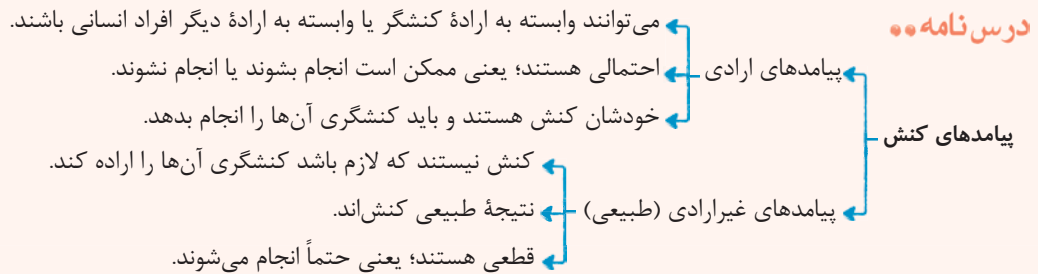 درس‌نامه
پیامدهای کنش
پیامدهای ارادی
می‌توانند وابسته به ارادهٔ کنشگر یا وابسته به ارادهٔ دیگر افراد انسانی باشند.
احتمالی هستند؛ یعنی ممکن است انجام بشوند یا انجام نشوند.
خودشان کنش هستند و باید کنشگری آن‌ها را انجام بدهد.
پیامدهای غیرارادی (طبیعی)
کنش نیستند که لازم باشد کنشگری آن‌ها را اراده کند.
نتیجهٔ طبیعی کنش‌اند.
قطعی هستند؛ یعنی حتماً انجام می‌شوند.